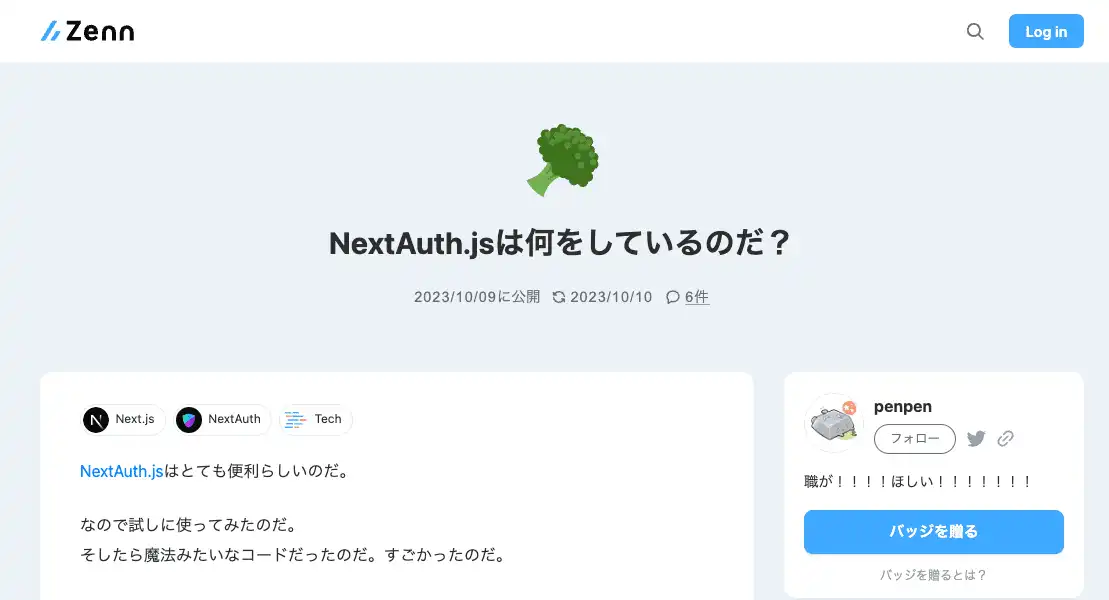 Zenn
Log in
NextAuth.jsは何をしているのだ？
2023/10/09に公開 2023/10/10 6件
Next.js NextAuth Tech
NextAuth.jsはとても便利らしいのだ。
なので試しに使ってみたのだ。
そしたら魔法みたいなコードだったのだ。すごかったのだ。
penpen
フォロー
職が！！！！ほしい！！！！！！！
バッジを贈る
バッジを贈るとは？